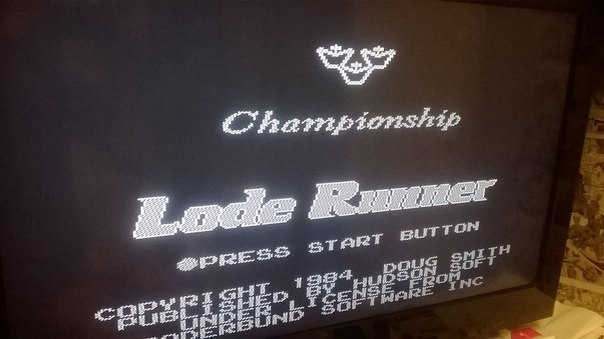 Championship
Lode Runner
PRESS START BUTTON
COPYRIGHT 1984 DOUG SMITH
PUBLISHED BY HUDSON SOFT
UNDER LICENSE FROM
ODERBUND SOFTWARE INC